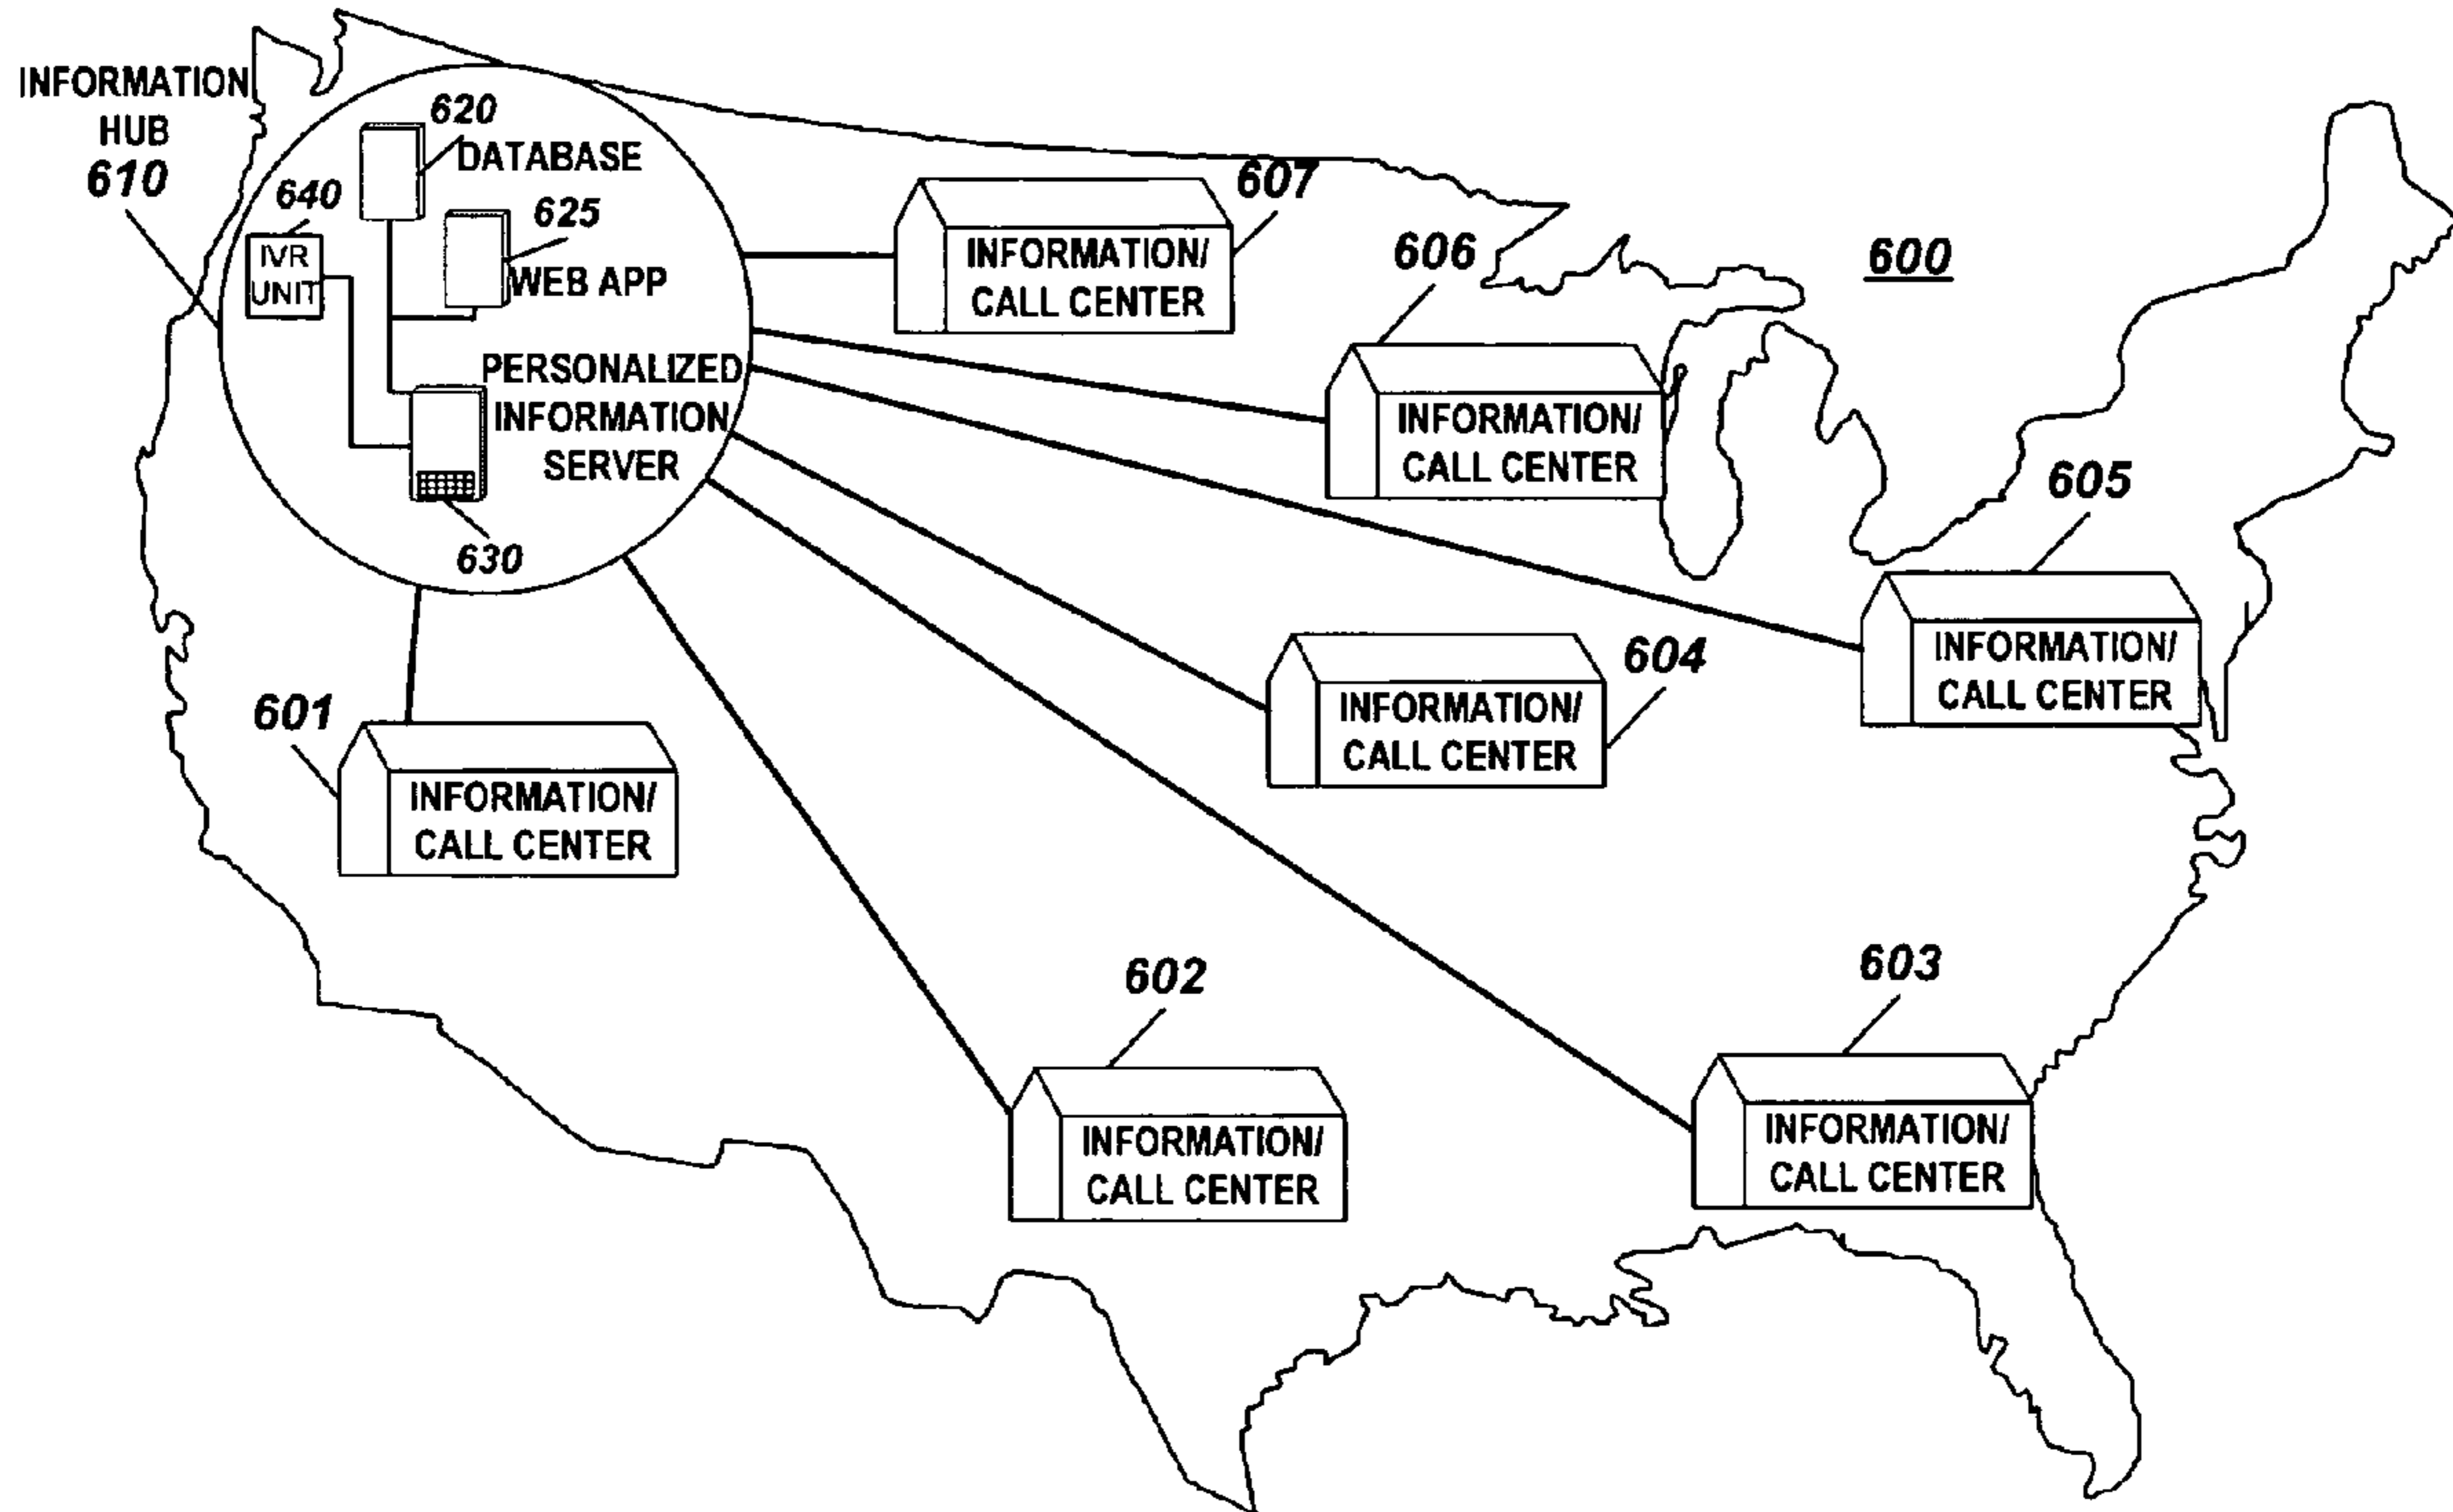 INFORMATION
HUB
610
620
DATABASE
640
625
IVR
UNIT
WEB APP
PERSONALIZED
INFORMATION
SERVER
630
607
INFORMATION/
CALL CENTER
606
INFORMATION/
CALL CENTER
600
605
INFORMATION/
CALL CENTER
604
INFORMATION/
CALL CENTER
601
INFORMATION/
CALL CENTER
602
INFORMATION/
CALL CENTER
603
INFORMATION/
CALL CENTER